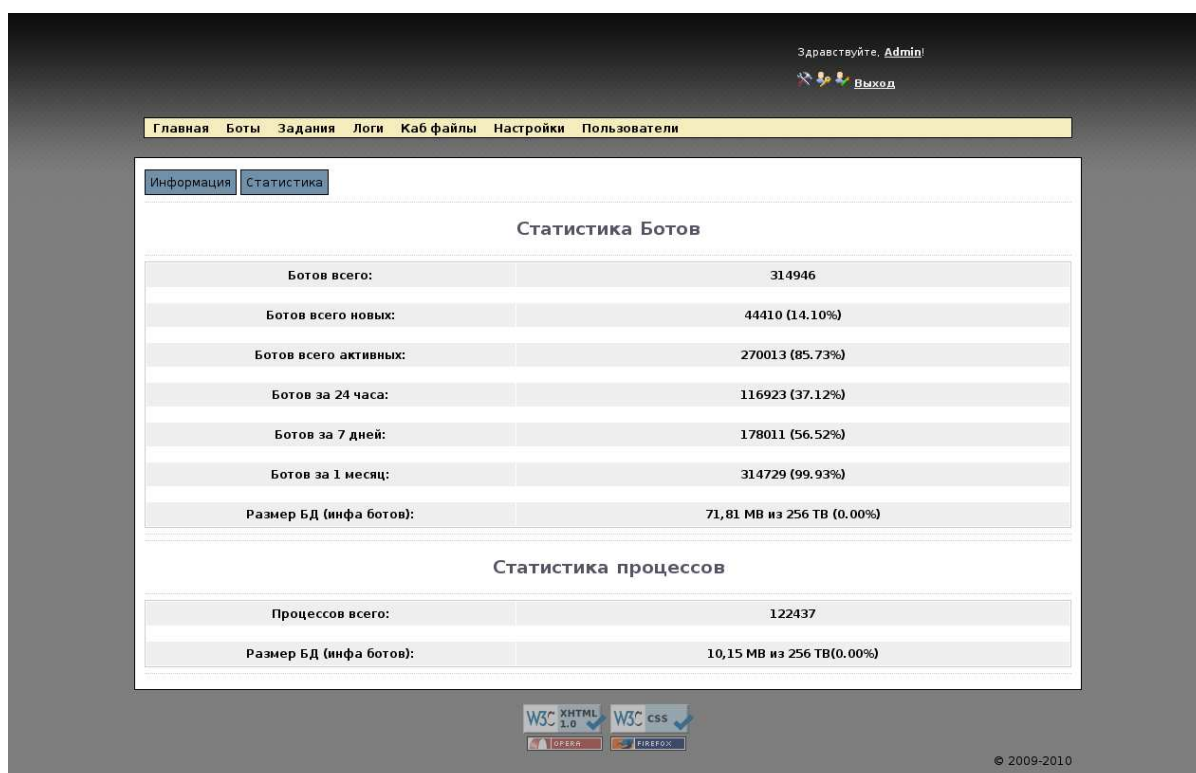 Здравствуйте, Admin!
Выход
Главная Боты Задания Логи Каб файлы Настройки Пользователи
Информация Статистика
Статистика Ботов
Ботов всего: 314946
Ботов всего новых: 44410 (14.10%)
Ботов всего активных: 270013 (85.73%)
Ботов за 24 часа: 116923 (37.12%)
Ботов за 7 дней: 178011 (56.52%)
Ботов за 1 месяц: 314729 (99.93%)
Размер БД (инфа ботов): 71,81 MB из 256 TB (0.00%)
Статистика процессов
Процессов всего: 122437
Размер БД (инфа ботов): 10,15 MB из 256 TB(0.00%)
W3C XHTML 1.0 W3C css
OPERA FIREFOX
© 2009-2010